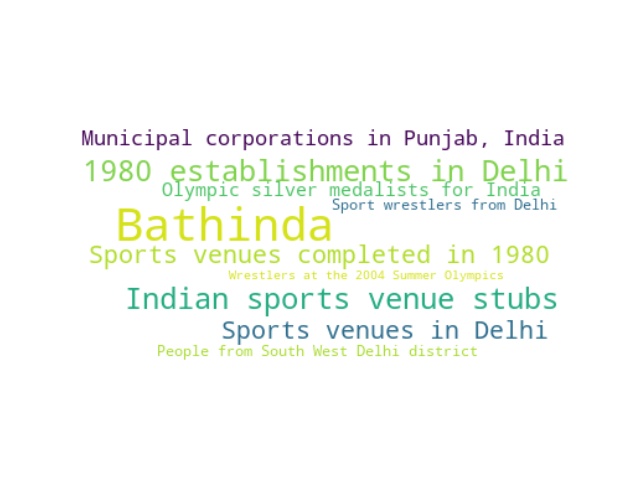 Municipal corporations in Punjab, India
1980 establishments in Delhi
Olympic silver medalists for India
Sport wrestlers from Delhi
Bathinda
Sports venues completed in 1980
Wrestlers at the 2004 Summer Olympics
Indian sports venue stubs
Sports venues in Delhi
People from South West Delhi district